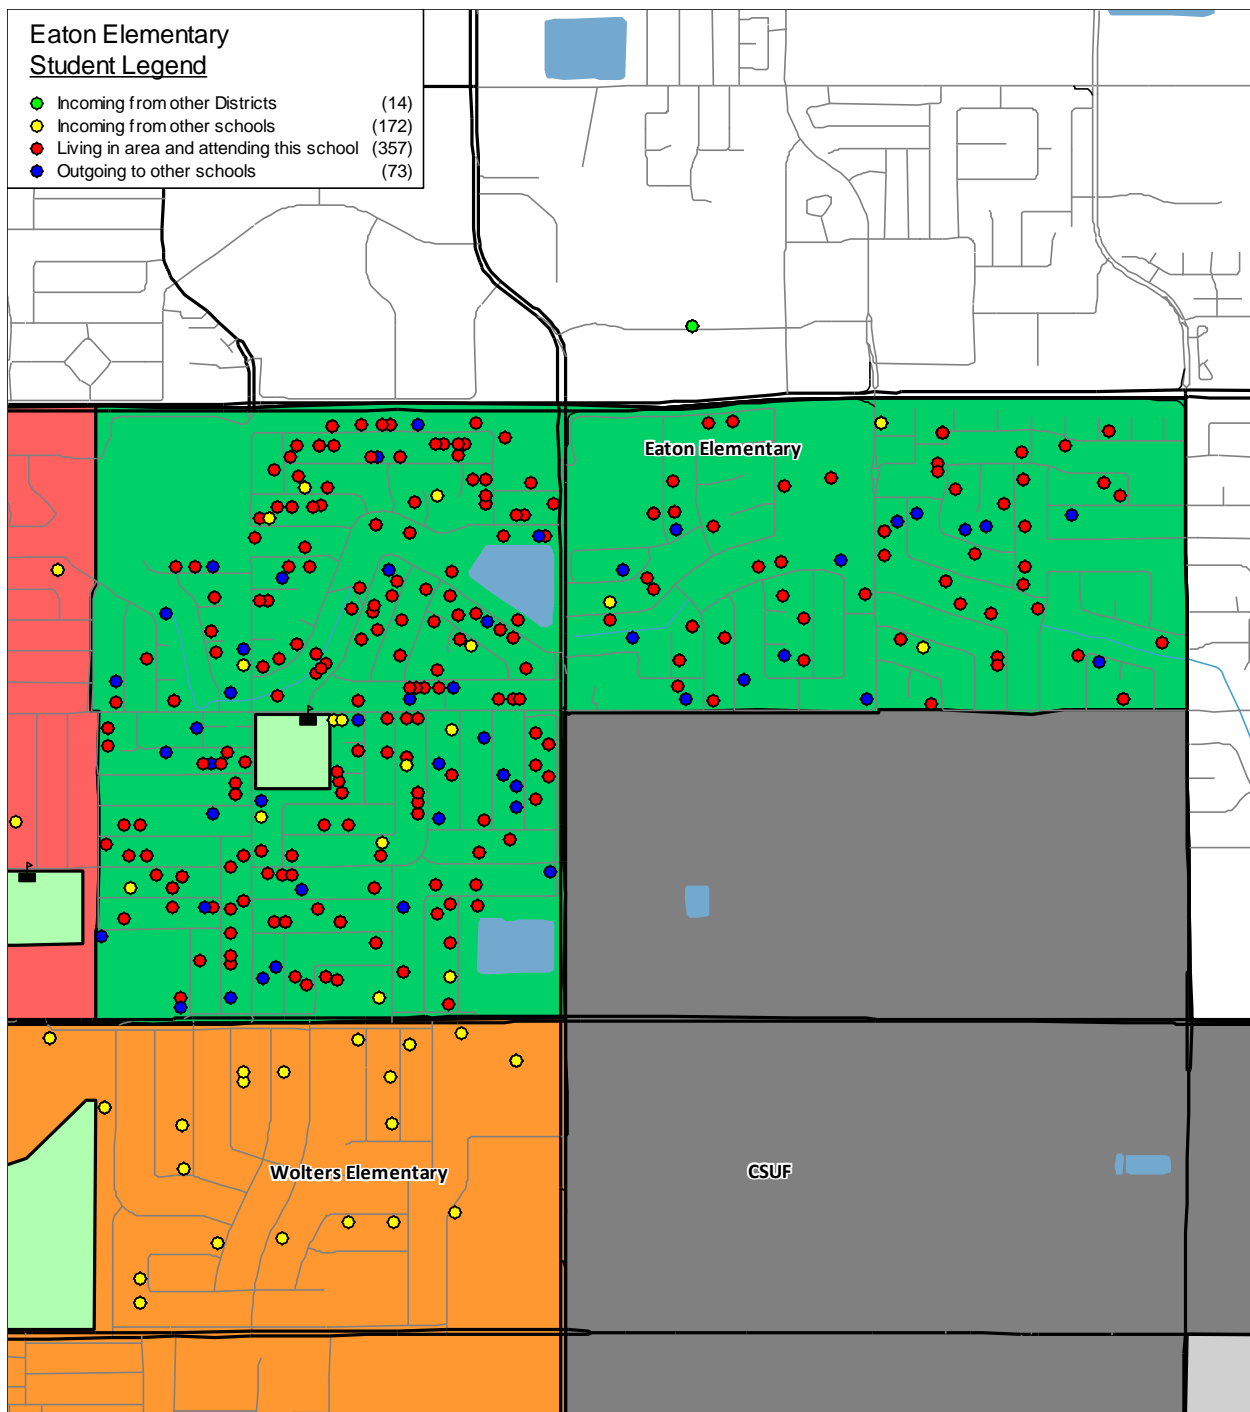 Eaton Elementary
Student Legend
Incoming from other Districts (14)
Incoming from other schools (172)
Living in area and attending this school (357)
Outgoing to other schools (73)
Eaton Elementary
Wolters Elementary
CSUF